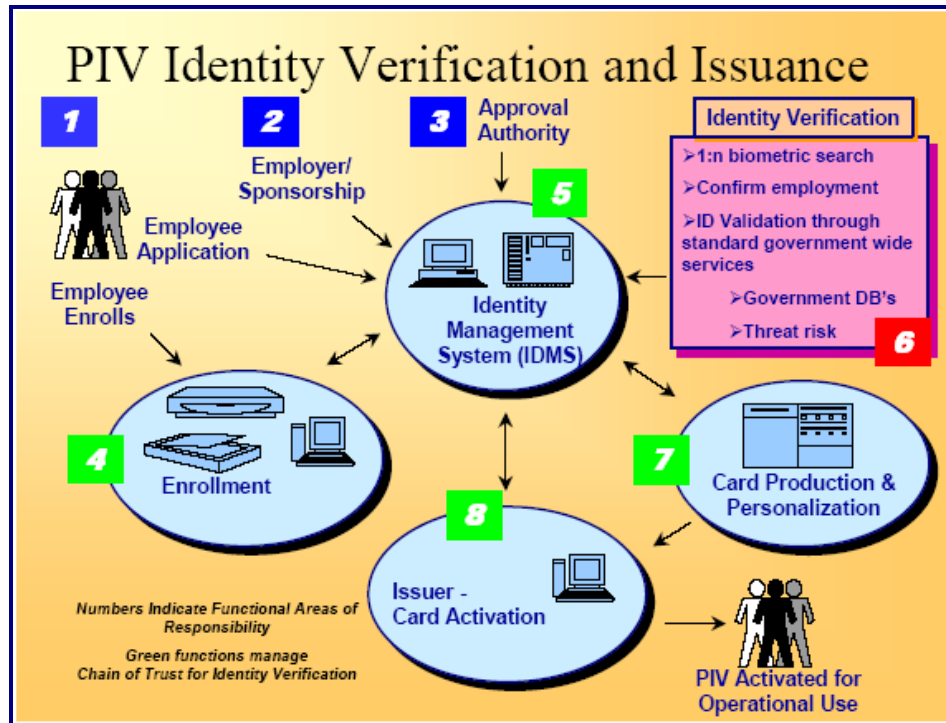 PIV Identity Verification and Issuance
1
2
3
Approval
Authority
Employer/
Sponsorship
Employee
Application
Employee
Enrolls
Identity Verification
➢1:n biometric search
➢Confirm employment
➢ID Validation through
standard government wide
services
➢Government DB's
➢Threat risk
6
5
Identity
Management
System (IDMS)
4
Enrollment
7
Card Production &
Personalization
8
Issuer -
Card Activation
Numbers Indicate Functional Areas of
Responsibility
Green functions manage
Chain of Trust for Identity Verification
PIV Activated for
Operational Use